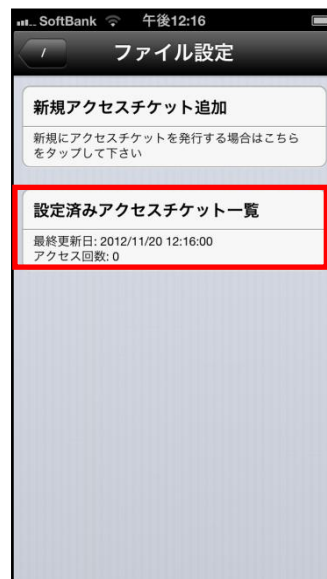 SoftBank 午後12:16
/ ファイル設定
新規アクセスチケット追加
新規にアクセスチケットを発行する場合はこちら
をタップして下さい
設定済みアクセスチケット一覧
最終更新日: 2012/11/20 12:16:00
アクセス回数: 0